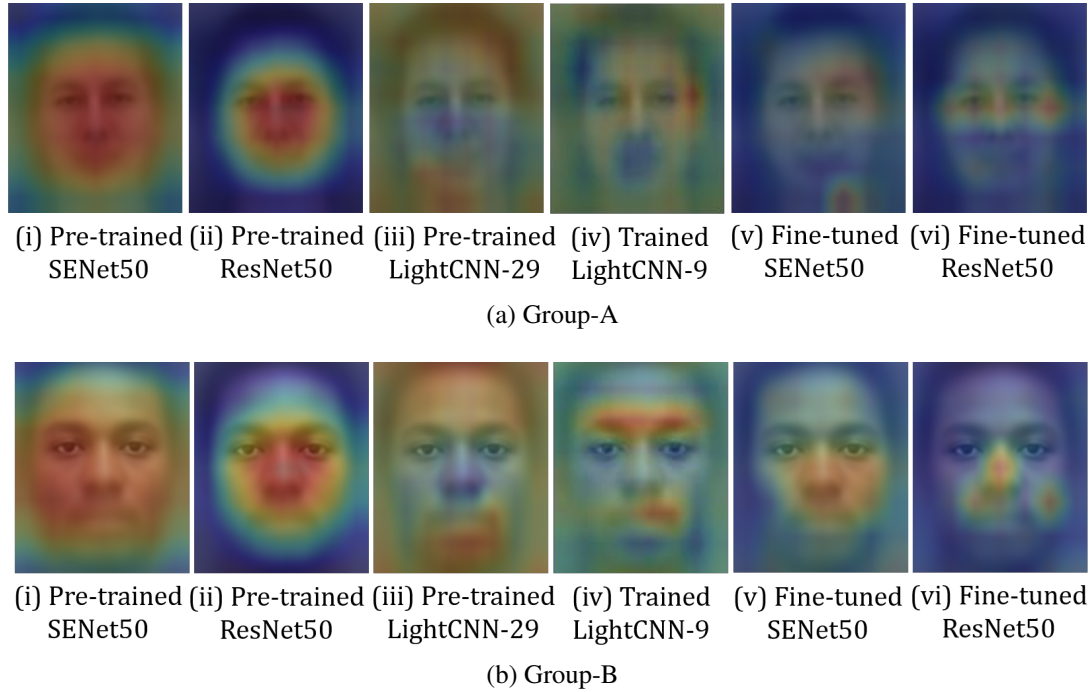 (i) Pre-trained (ii) Pre-trained (iii) Pre-trained (iv) Trained (v) Fine-tuned (vi) Fine-tuned
SENet50 ResNet50 LightCNN-29 LightCNN-9 SENet50 ResNet50
(a) Group-A
(i) Pre-trained (ii) Pre-trained (iii) Pre-trained (iv) Trained (v) Fine-tuned (vi) Fine-tuned
SENet50 ResNet50 LightCNN-29 LightCNN-9 SENet50 ResNet50
(b) Group-B